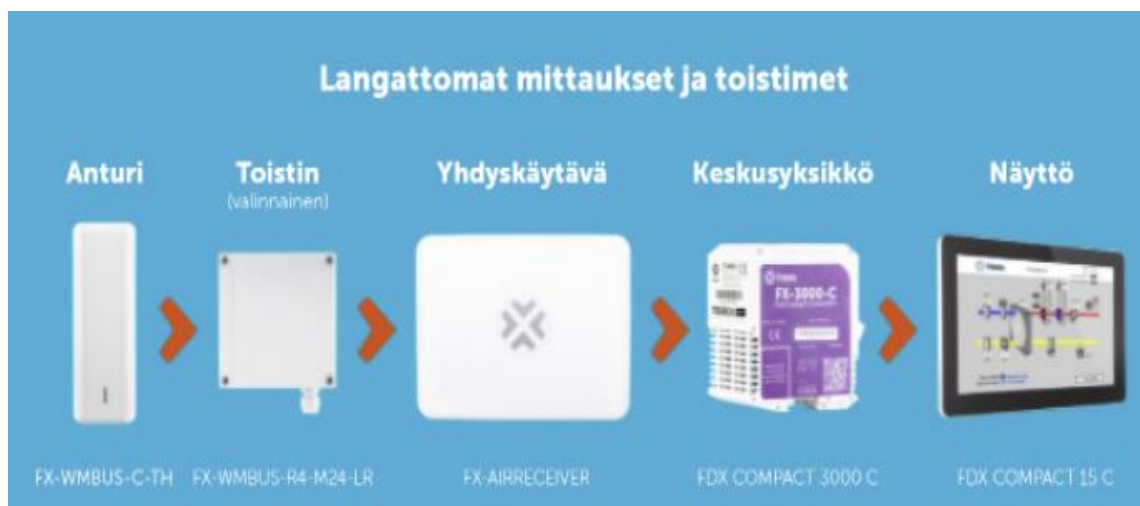 Langattomat mittaukset ja toistimet
Anturi
Toistin
(valinnainen)
Yhdyskäytävä
Keskusyksikkö
Näyttö
FX-3000-C
FX-WMBUS-C-TH
FX-WMBUS-R4-M24-LR
FX-AIRRECEIVER
FDX COMPACT 3000 C
FDX COMPACT 15 C